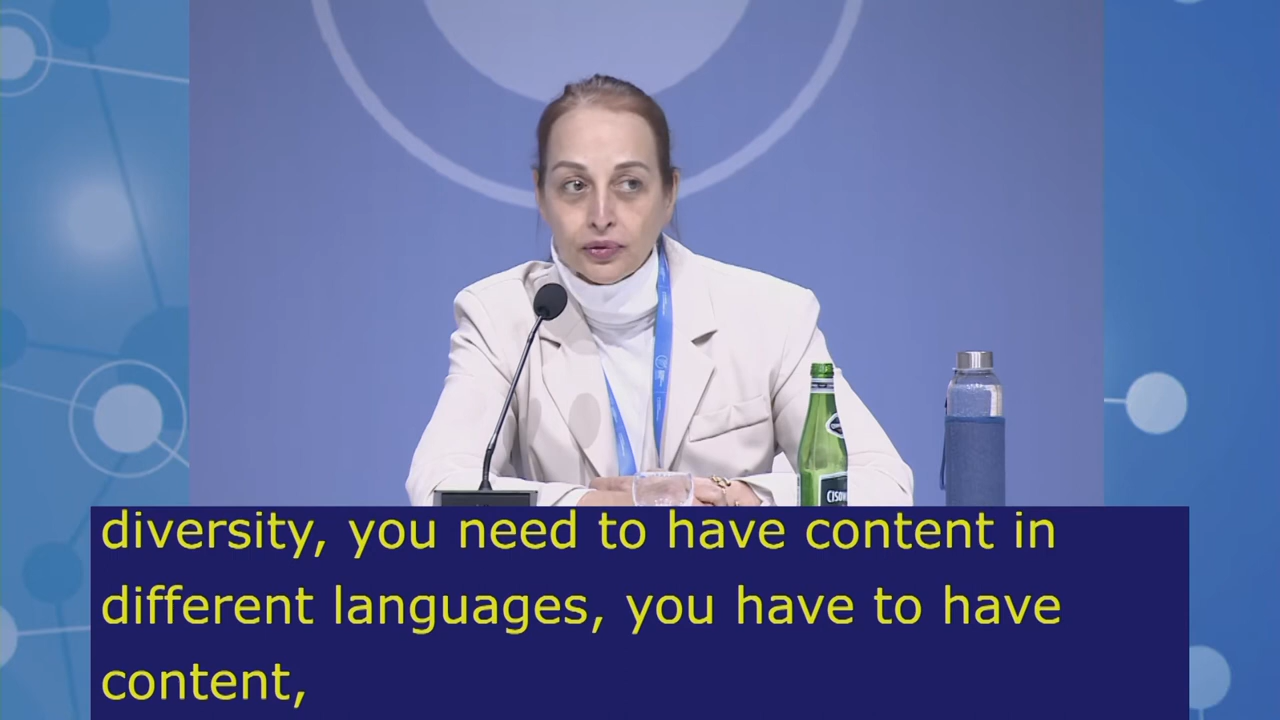 diversity, you need to have content in
different languages, you have to have
content,